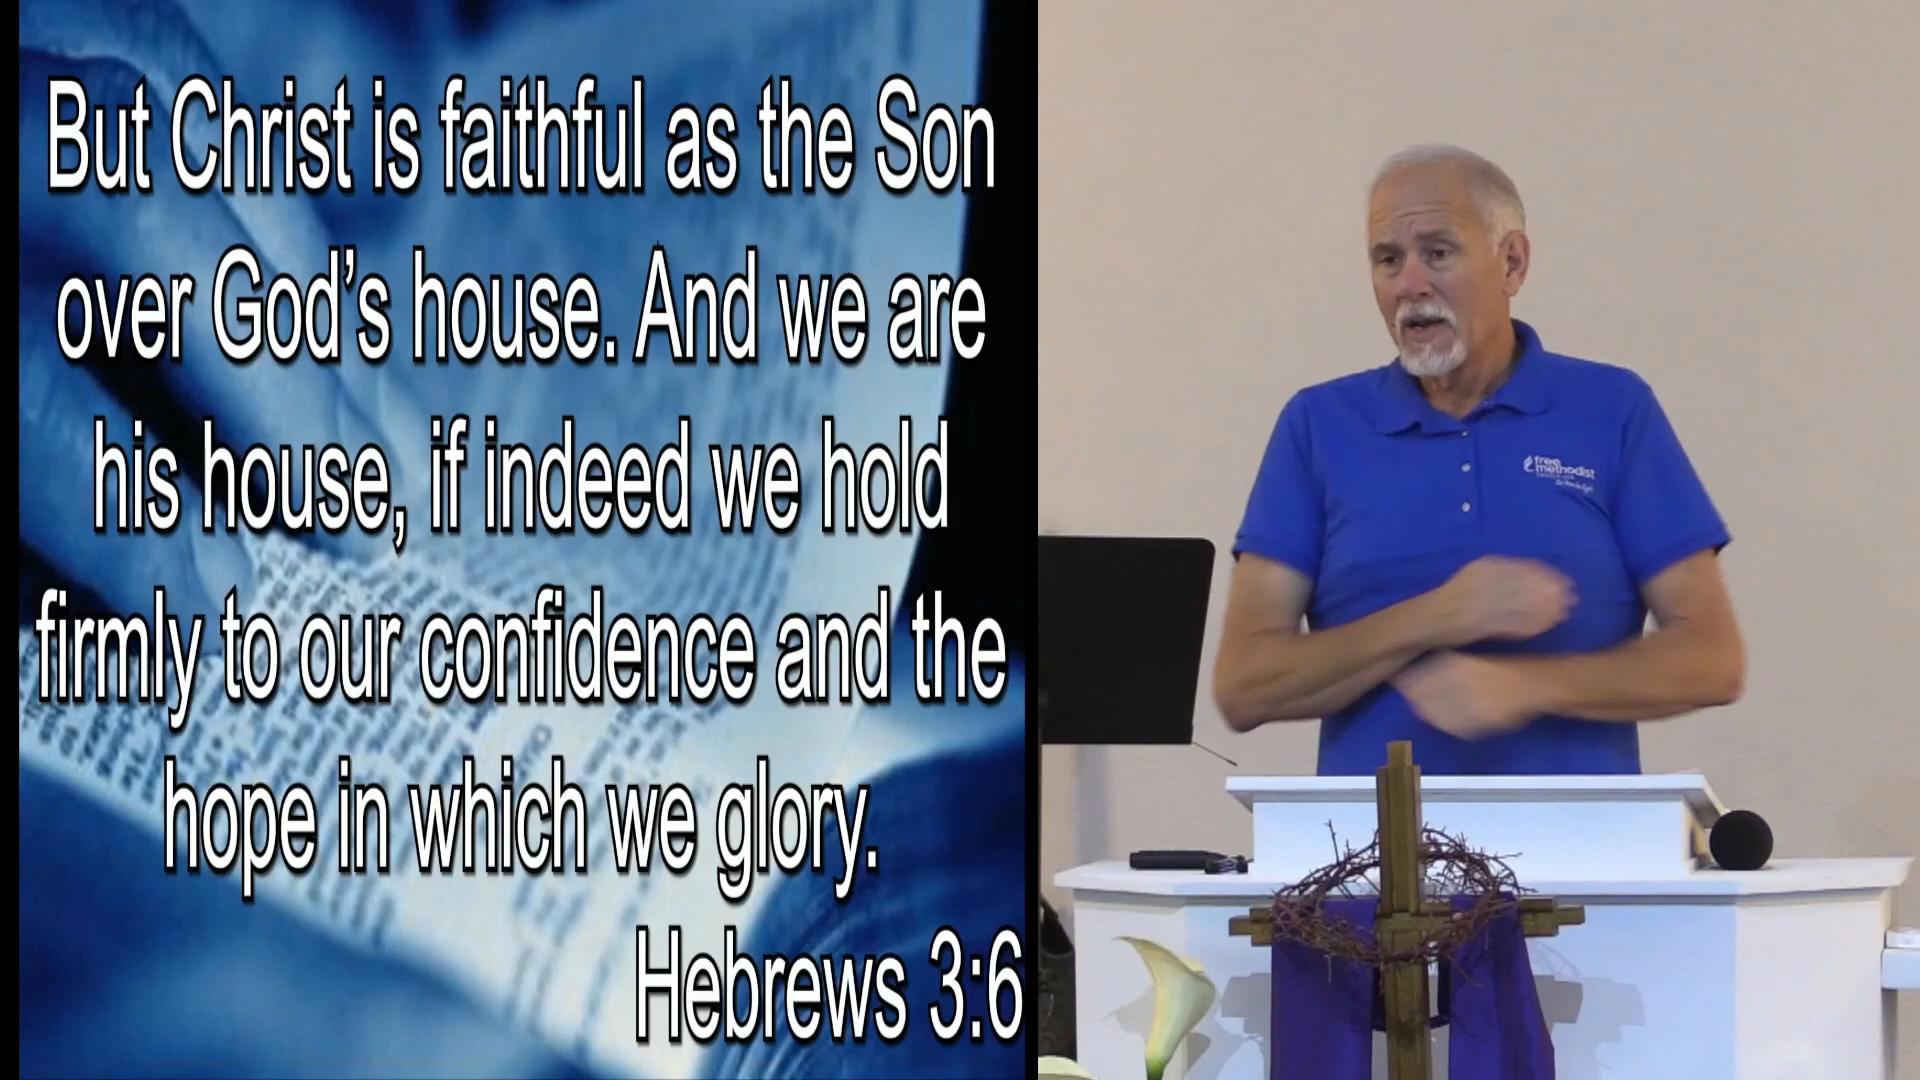 But Christ is faithful as the Son
over God’s house. And we are
his house, if indeed we hold
firmly to our confidence and the
hope in which we glory.
Hebrews 3:6
free
methodist